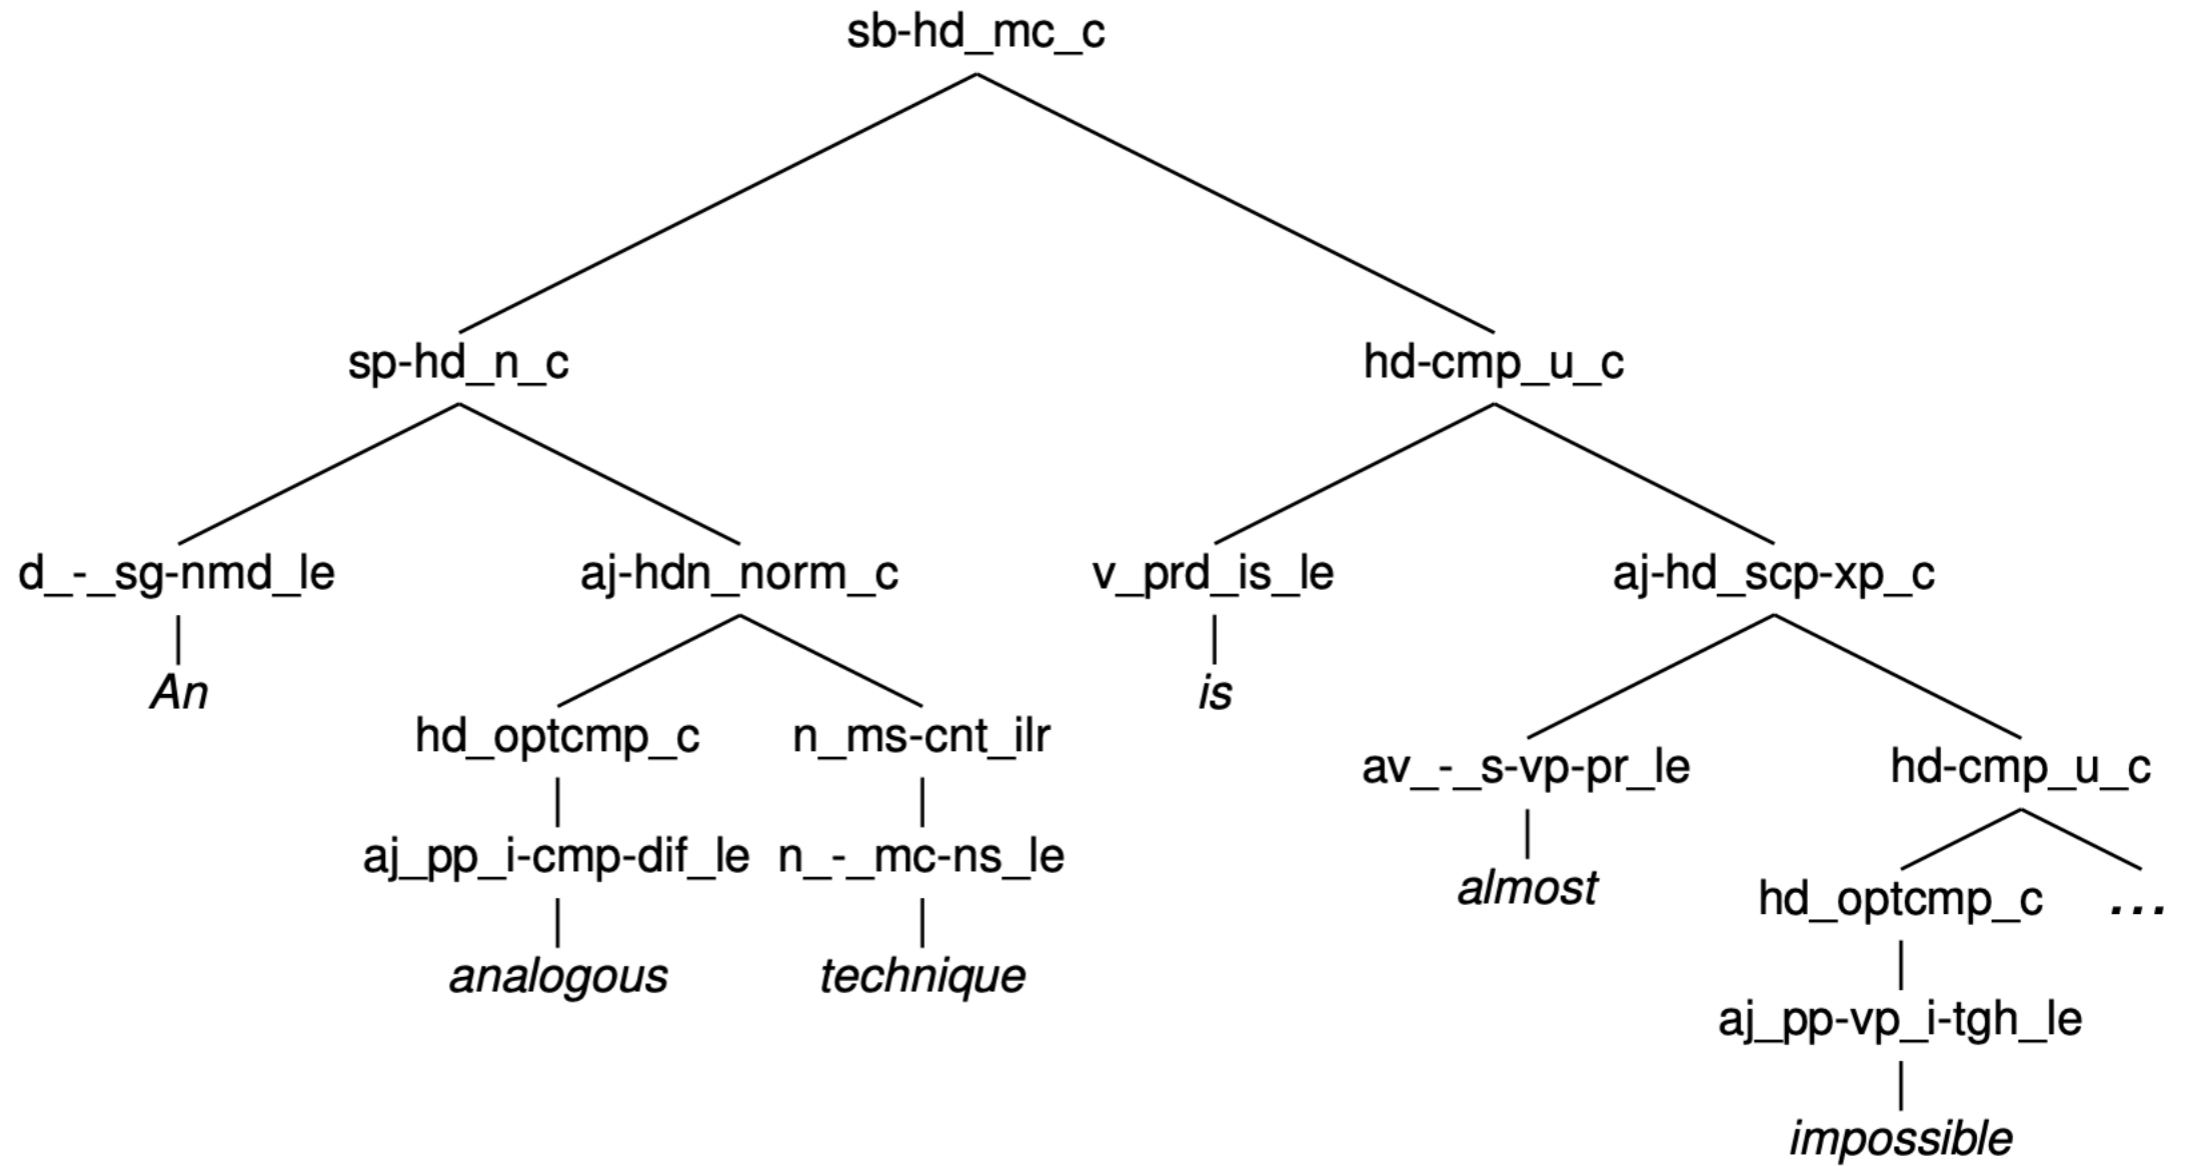 sb-hd_mc_c
sp-hd_n_c hd-cmp_u_c
d_-_sg-nmd_le aj-hdn_norm_c v_prd_is_le aj-hd_scp-xp_c
An is
hd_optcmp_c n_ms-cnt_ilr av_-_s-vp-pr_le hd-cmp_u_c
aj_pp_i-cmp-dif_le n_-_mc-ns_le almost hd_optcmp_c ...
analogous technique aj_pp-vp_i-tgh_le
impossible